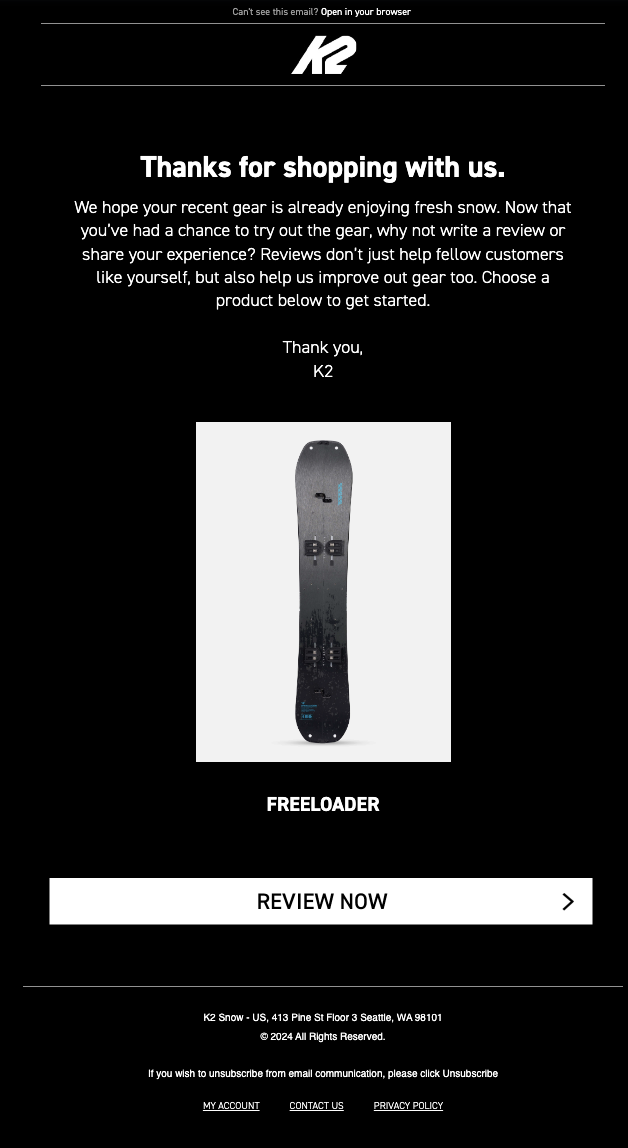 Can't see this email? Open in your browser
K2
Thanks for shopping with us.
We hope your recent gear is already enjoying fresh snow. Now that
you've had a chance to try out the gear, why not write a review or
share your experience? Reviews don't just help fellow customers
like yourself, but also help us improve out gear too. Choose a
product below to get started.
Thank you,
K2
FREELOADER
REVIEW NOW
K2 Snow - US, 413 Pine St Floor 3 Seattle, WA 98101
© 2024 All Rights Reserved.
If you wish to unsubscribe from email communication, please click Unsubscribe
MY ACCOUNT CONTACT US PRIVACY POLICY